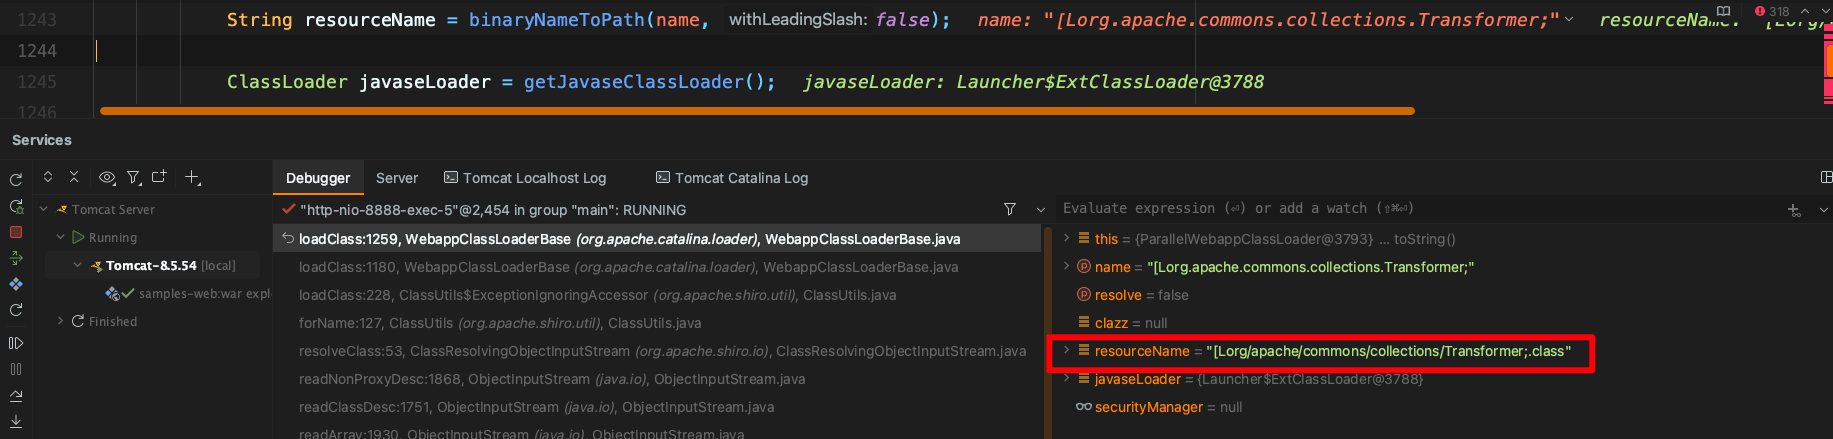 1243 String resourceName = binaryNameToPath(name, withLeadingSlash: false); name: "[Lorg.apache.commons.collections.Transformer;" resourceName: "[Lorg/
318
1244
1245 ClassLoader javaseLoader = getJavaseClassLoader(); javaseLoader: Launcher$ExtClassLoader@3788
1246
Services
Debugger Server Tomcat Localhost Log Tomcat Catalina Log
Tomcat Server
Running
Tomcat-8.5.54 [local]
samples-web:war explo
Finished
"http-nio-8888-exec-5"@2,454 in group "main": RUNNING
loadClass:1259, WebappClassLoaderBase (org.apache.catalina.loader), WebappClassLoaderBase.java
loadClass:1180, WebappClassLoaderBase (org.apache.catalina.loader), WebappClassLoaderBase.java
loadClass:228, ClassUtils$ExceptionIgnoringAccessor (org.apache.shiro.util), ClassUtils.java
forName:127, ClassUtils (org.apache.shiro.util), ClassUtils.java
resolveClass:53, ClassResolvingObjectInputStream (org.apache.shiro.io), ClassResolvingObjectInputStream.java
readNonProxyDesc:1868, ObjectInputStream (java.io), ObjectInputStream.java
readClassDesc:1751, ObjectInputStream (java.io), ObjectInputStream.java
readArray:1930, ObjectInputStream (java.io), ObjectInputStream.java
Evaluate expression (⏎) or add a watch (⇧⌘⏎)
this = {ParallelWebappClassLoader@3793} ... toString()
name = "[Lorg.apache.commons.collections.Transformer;"
resolve = false
clazz = null
resourceName = "[Lorg/apache/commons/collections/Transformer;.class"
javaseLoader = {Launcher$ExtClassLoader@3788}
securityManager = null